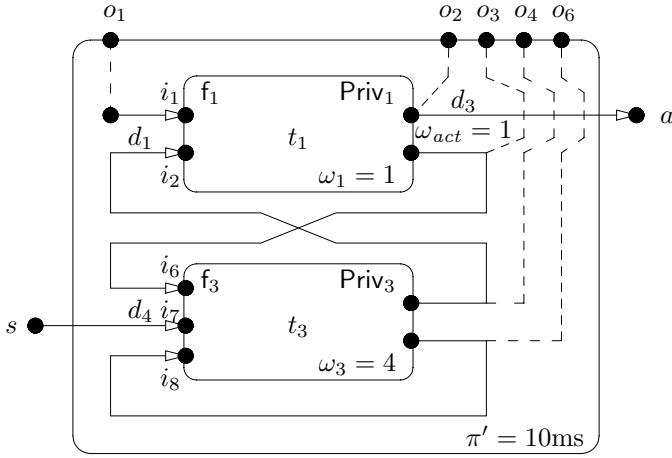 o₁ o₂ o₃ o₄ o₆
i₁ f₁ Priv₁ d₃
a
d₁ t₁ ω_act = 1
i₂ ω₁ = 1
i₆ f₃ Priv₃
s d₄ i₇ t₃
i₈ ω₃ = 4
π′ = 10ms